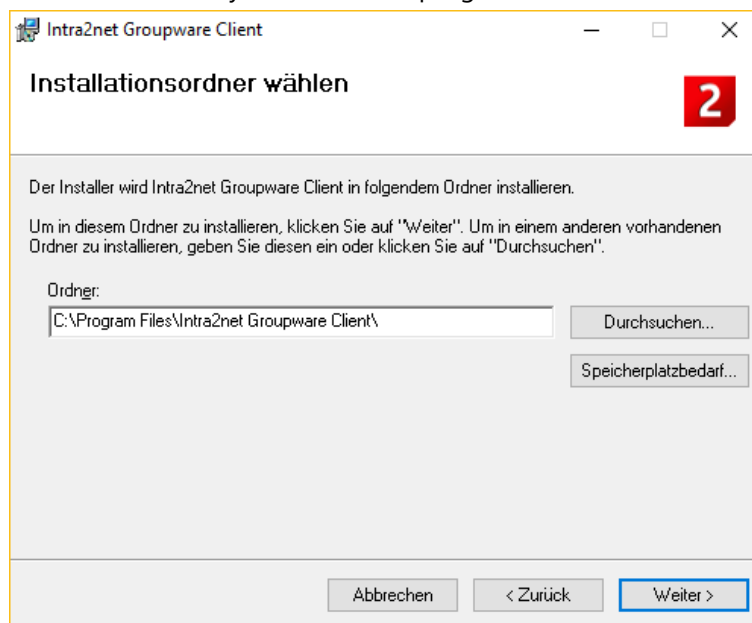 Intra2net Groupware Client
Installationsordner wählen
2
Der Installer wird Intra2net Groupware Client in folgendem Ordner installieren.
Um in diesem Ordner zu installieren, klicken Sie auf "Weiter". Um in einem anderen vorhandenen
Ordner zu installieren, geben Sie diesen ein oder klicken Sie auf "Durchsuchen".
Ordner:
C:\Program Files\Intra2net Groupware Client\
Durchsuchen...
Speicherplatzbedarf...
Abbrechen
< Zurück
Weiter >